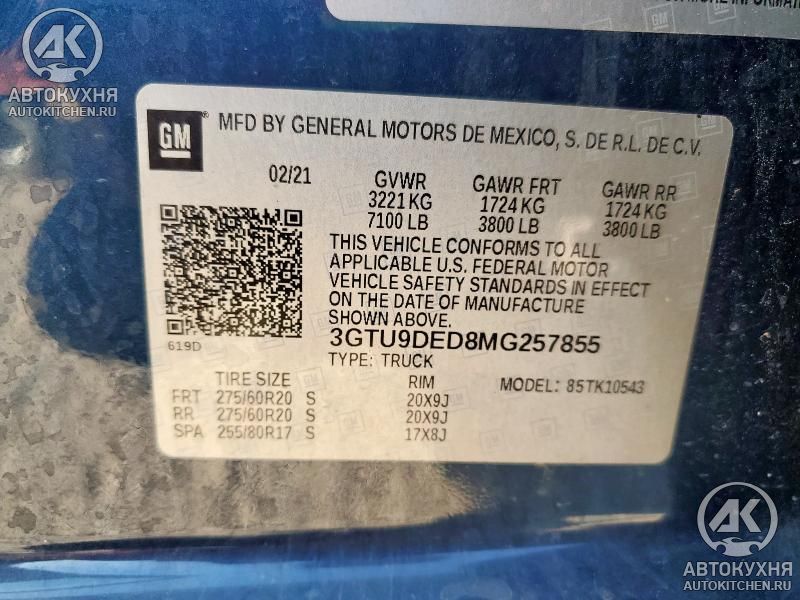 AK
АВТОКУХНЯ
AUTOKITCHEN.RU
GM
GM ® MFD BY GENERAL MOTORS DE MEXICO, S. DE R.L. DE C.V.
02/21 GVWR GAWR FRT GAWR RR
3221 KG 1724 KG 1724 KG
7100 LB 3800 LB 3800 LB
THIS VEHICLE CONFORMS TO ALL
APPLICABLE U.S. FEDERAL MOTOR
VEHICLE SAFETY STANDARDS IN EFFECT
ON THE DATE OF MANUFACTURE
SHOWN ABOVE.
619D
3GTU9DED8MG257855
TYPE: TRUCK
TIRE SIZE RIM MODEL: 85TK10543
FRT 275/60R20 S 20X9J
RR 275/60R20 S 20X9J
SPA 255/80R17 S 17X8J
AK
АВТОКУХНЯ
AUTOKITCHEN.RU